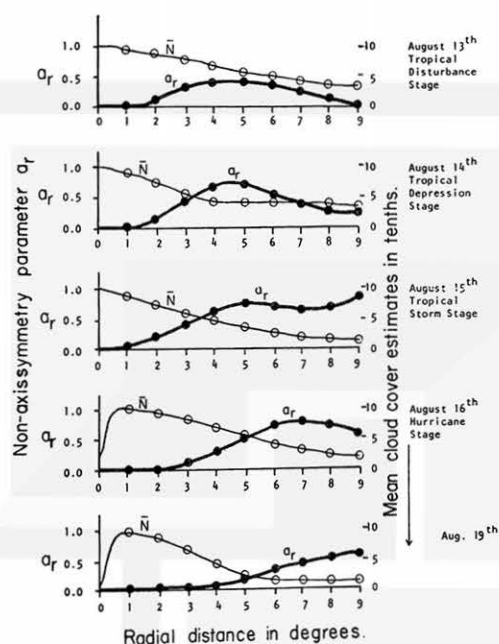 Non-axissymmetry parameter aᵣ
Mean cloud cover estimates in tenths.
1.0
aᵣ 0.5
0.0
N̄
aᵣ
10
5
0
0 1 2 3 4 5 6 7 8 9
August 13th
Tropical
Disturbance
Stage
1.0
aᵣ 0.5
0.0
N̄
aᵣ
10
5
0
0 1 2 3 4 5 6 7 8 9
August 14th
Tropical
Depression
Stage
1.0
aᵣ 0.5
0.0
N̄
aᵣ
10
5
0
0 1 2 3 4 5 6 7 8 9
August 15th
Tropical
Storm Stage
1.0
aᵣ 0.5
0.0
N̄
aᵣ
10
5
0
0 1 2 3 4 5 6 7 8 9
August 16th
Hurricane
Stage
1.0
0.5
aᵣ 0.0
N̄
aᵣ
10
5
0
0 1 2 3 4 5 6 7 8 9
Aug. 19th
Radial distance in degrees.